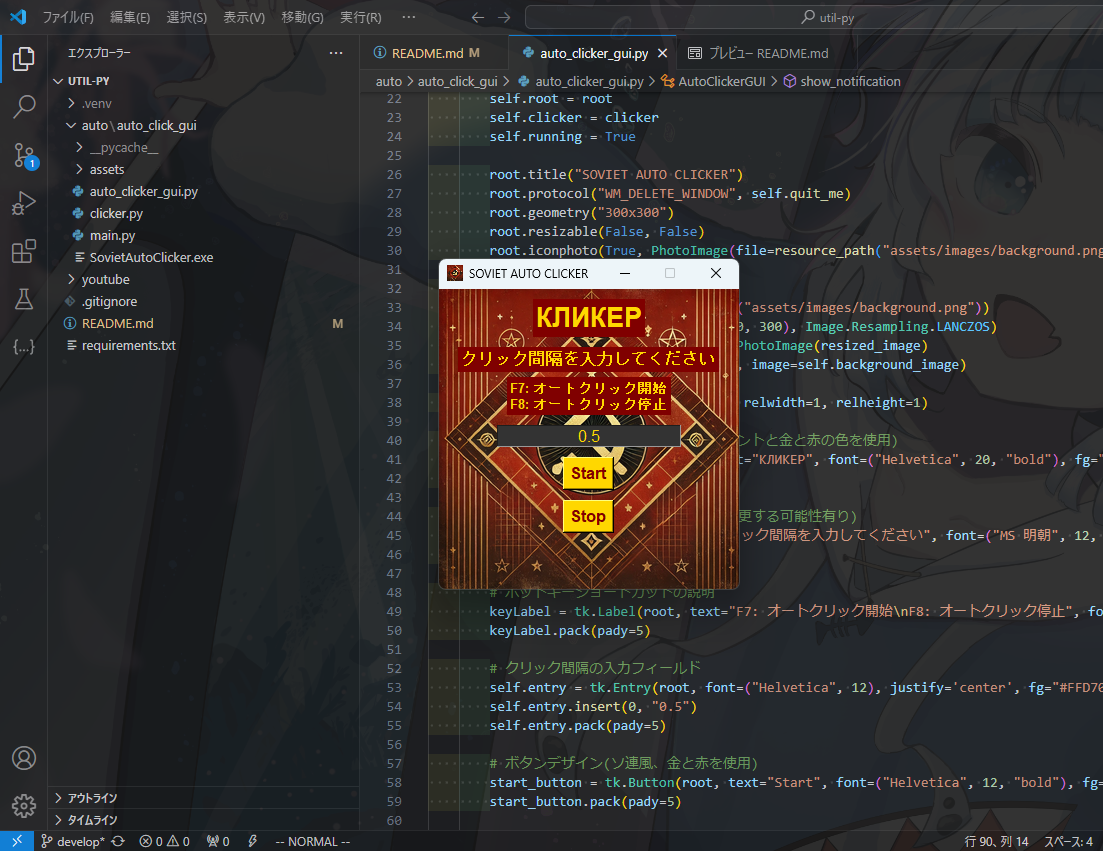 ファイル(F) 編集(E) 選択(S) 表示(V) 移動(G) 実行(R) ··· util-py
エクスプローラー ···
UTIL-PY
.venv
auto\auto_click_gui
__pycache__
assets
auto_clicker_gui.py
clicker.py
main.py
SovietAutoClicker.exe
youtube
.gitignore
README.md M
requirements.txt
アウトライン
タイムライン
1
README.md M auto_clicker_gui.py プレビュー README.md
auto > auto_click_gui > auto_clicker_gui.py > AutoClickerGUI > show_notification
22 self.root = root
23 self.clicker = clicker
24 self.running = True
25
26 root.title("SOVIET AUTO CLICKER")
27 root.protocol("WM_DELETE_WINDOW", self.quit_me)
28 root.geometry("300x300")
29 root.resizable(False, False)
30 root.iconphoto(True, PhotoImage(file=resource_path("assets/images/background.png
31
32
33 ("assets/images/background.png"))
34 0, 300), Image.Resampling.LANCZOS)
35 PhotoImage(resized_image)
36 , image=self.background_image)
37
38 relwidth=1, relheight=1)
39
40 ントと金と赤の色を使用)
41 t="КЛИКЕР", font=("Helvetica", 20, "bold"), fg="
42
43
44 更する可能性有り)
45 ック間隔を入力してください", font=("MS 明朝", 12,
46
47
48 # ホットキーショートカットの説明
49 keyLabel = tk.Label(root, text="F7: オートクリック開始\nF8: オートクリック停止", fo
50 keyLabel.pack(pady=5)
51
52 # クリック間隔の入力フィールド
53 self.entry = tk.Entry(root, font=("Helvetica", 12), justify='center', fg="#FFD70
54 self.entry.insert(0, "0.5")
55 self.entry.pack(pady=5)
56
57 # ボタンデザイン(ソ連風、金と赤を使用)
58 start_button = tk.Button(root, text="Start", font=("Helvetica", 12, "bold"), fg=
59 start_button.pack(pady=5)
60
SOVIET AUTO CLICKER
КЛИКЕР
クリック間隔を入力してください
F7: オートクリック開始
F8: オートクリック停止
0.5
Start
Stop
develop* 0 0 0 -- NORMAL -- 行 90、列 14 スペース: 4